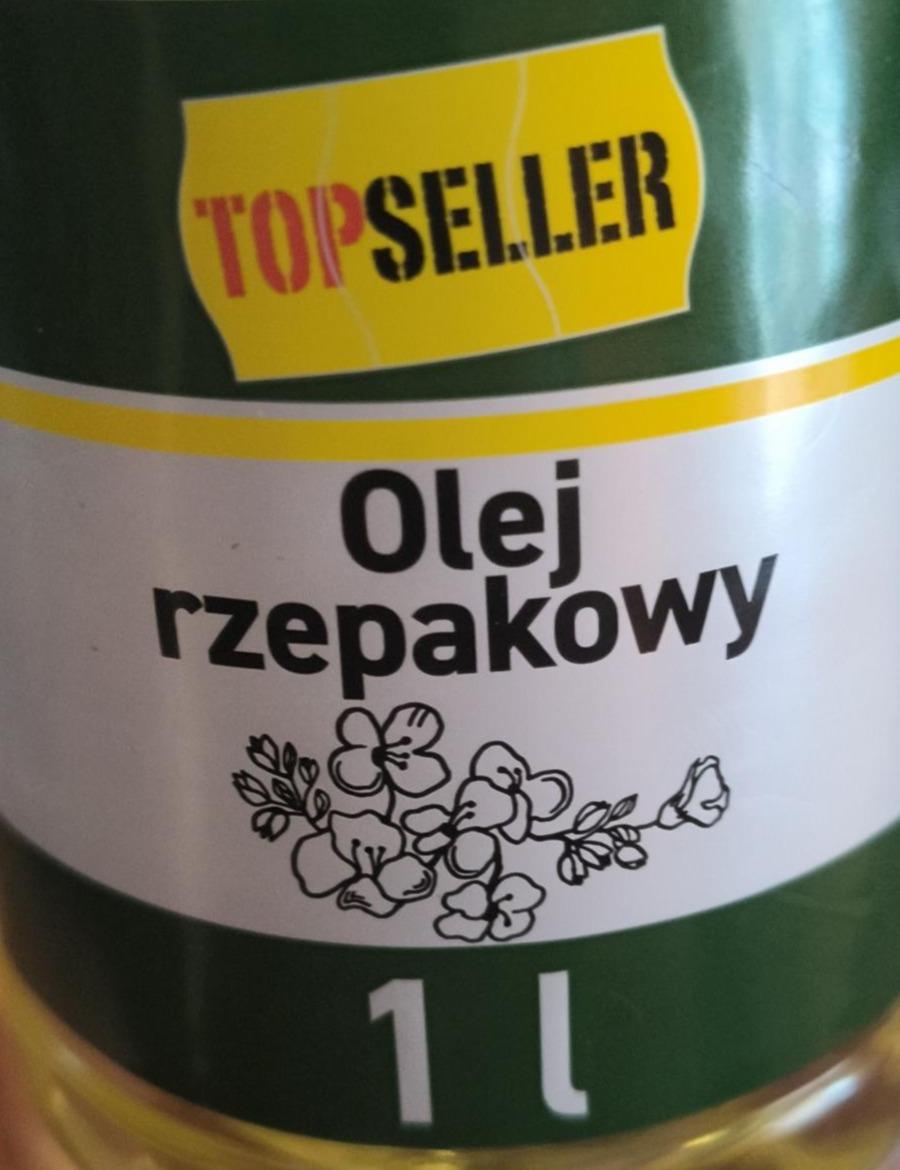 TOPSELLER
Olej
rzepakowy
1 l